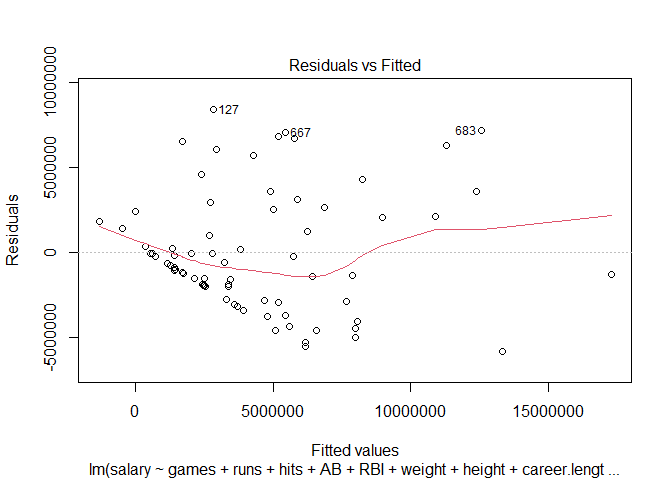 Residuals vs Fitted
10000000
5000000
0
-5000000
Residuals
127
667
683
0
5000000
10000000
15000000
Fitted values
lm(salary ~ games + runs + hits + AB + RBI + weight + height + career.lengt ...